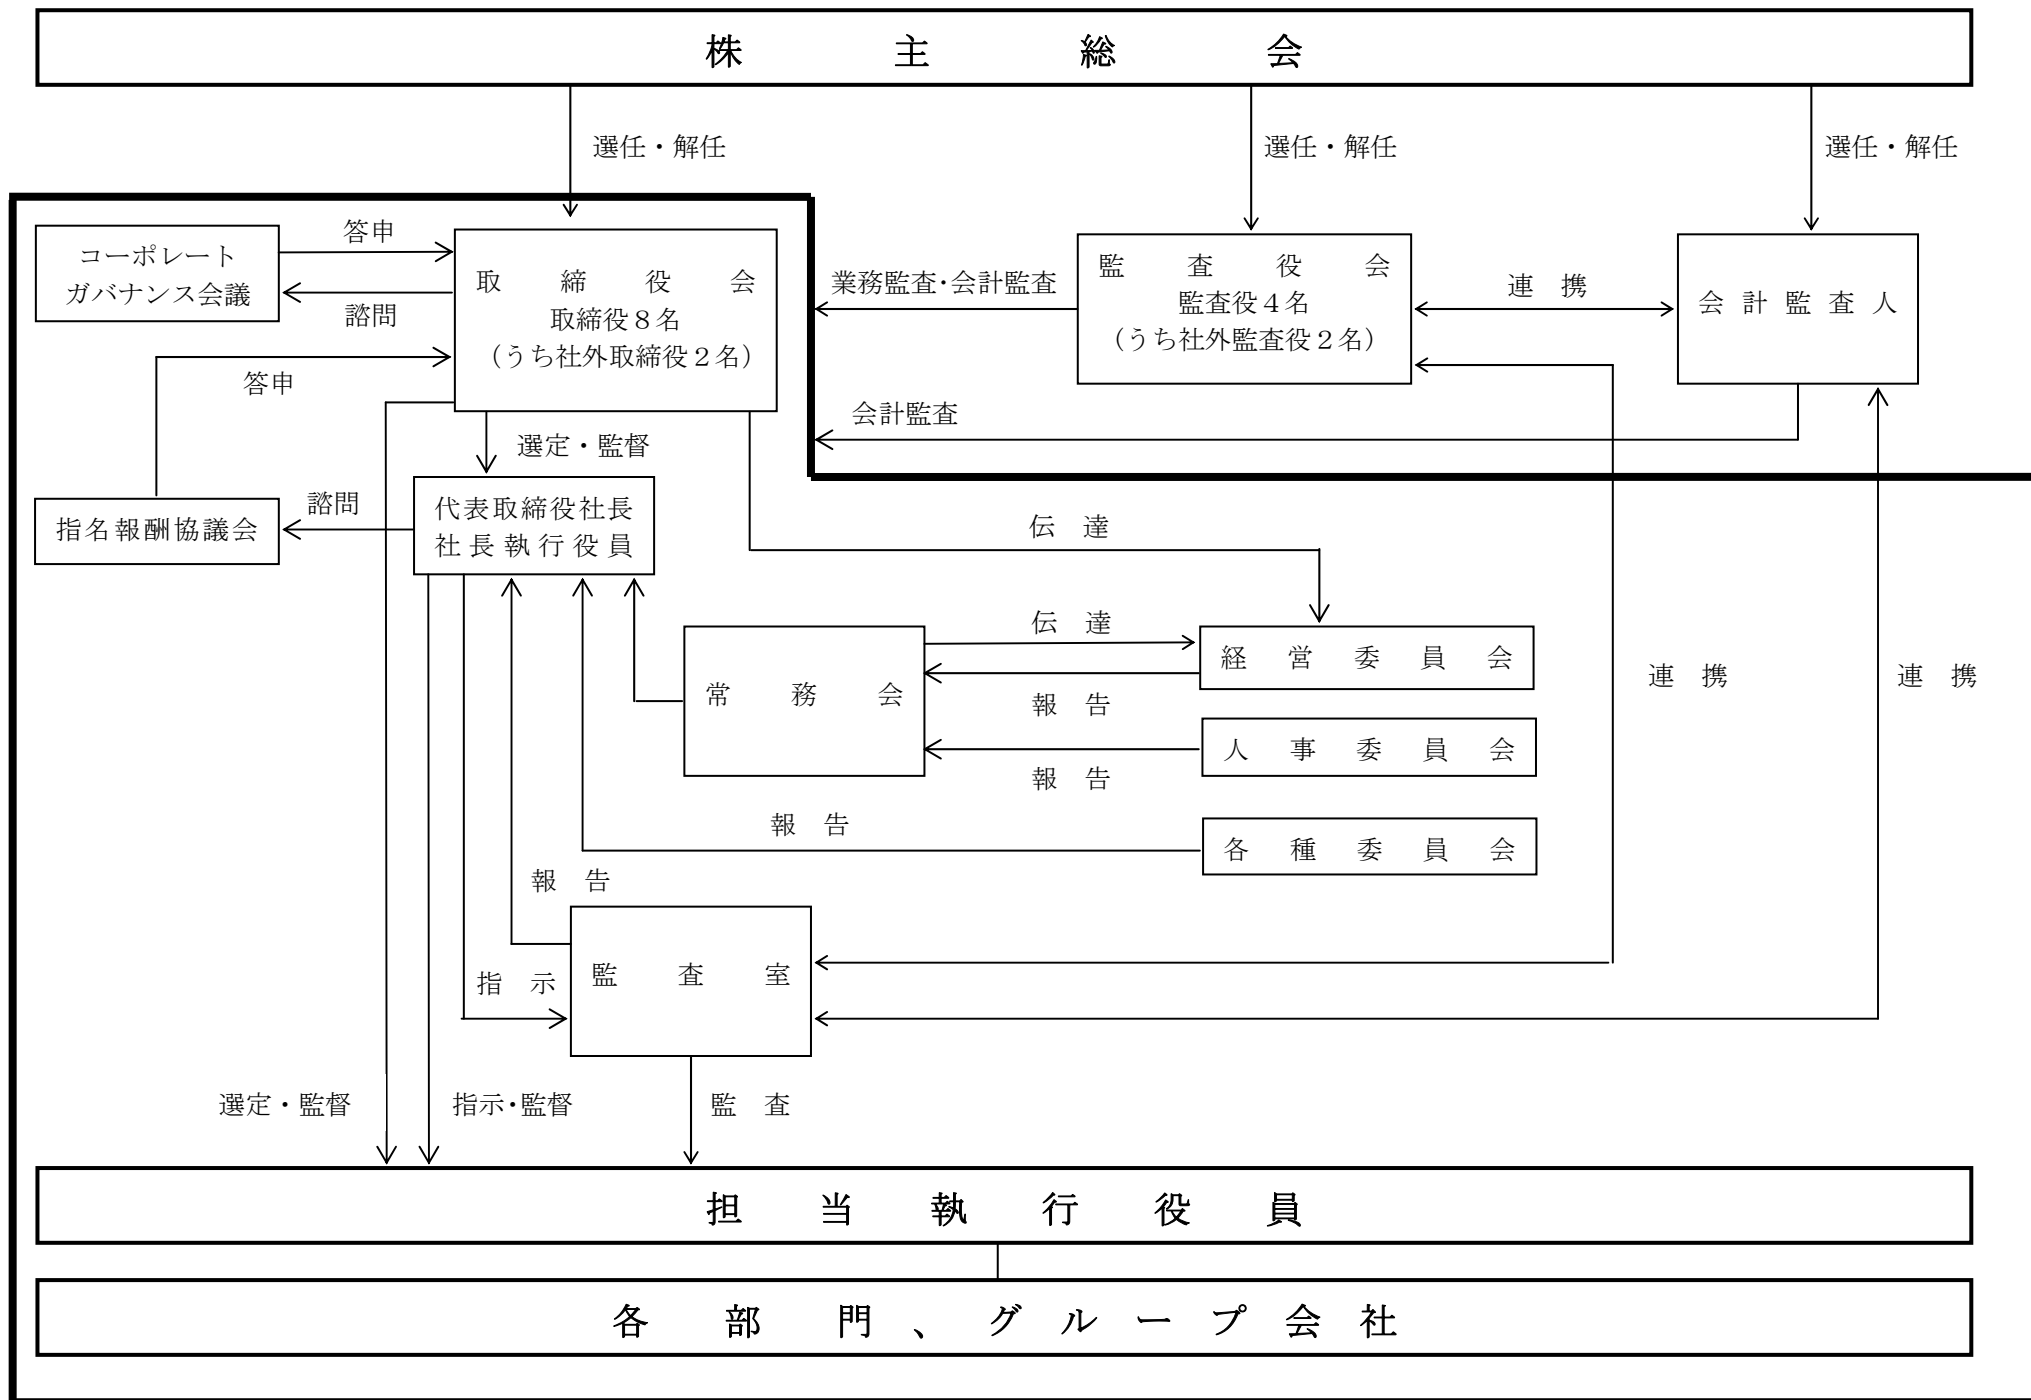 株主総会
選任・解任
選任・解任
選任・解任
コーポレート
ガバナンス会議
答申
諮問
取締役会
取締役８名
（うち社外取締役２名）
業務監査・会計監査
監査役会
監査役４名
（うち社外監査役２名）
連携
会計監査人
答申
会計監査
選定・監督
指名報酬協議会
諮問
代表取締役社長
社長執行役員
伝達
伝達
常務会
経営委員会
報告
連携
連携
人事委員会
報告
報告
各種委員会
報告
監査室
指示
選定・監督
指示・監督
監査
担当執行役員
各部門、グループ会社